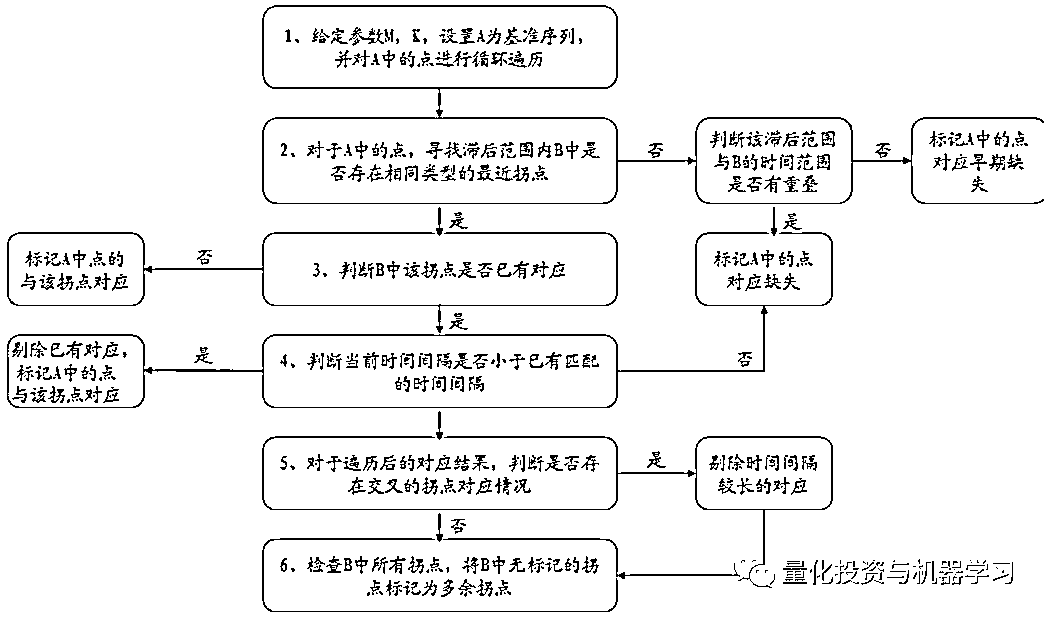 1、给定参数M，K，设置A为基准序列，
并对A中的点进行循环遍历
2、对于A中的点，寻找滞后范围内B中是
否存在相同类型的最近拐点
否
判断该滞后范围
与B的时间范围
是否有重叠
否
标记A中的点
对应早期缺
失
是
是
标记A中点的
与该拐点对应
否
3、判断B中该拐点是否已有对应
标记A中的点
对应缺失
是
剔除已有对应，
标记A中的点
与该拐点对应
是
4、判断当前时间间隔是否小于已有匹配
的时间间隔
否
5、对于遍历后的对应结果，判断是否存
在交叉的拐点对应情况
是
剔除时间间隔
较长的对应
否
6、检查B中所有拐点，将B中无标记的拐
点标记为多余拐点
量化投资与机器学习